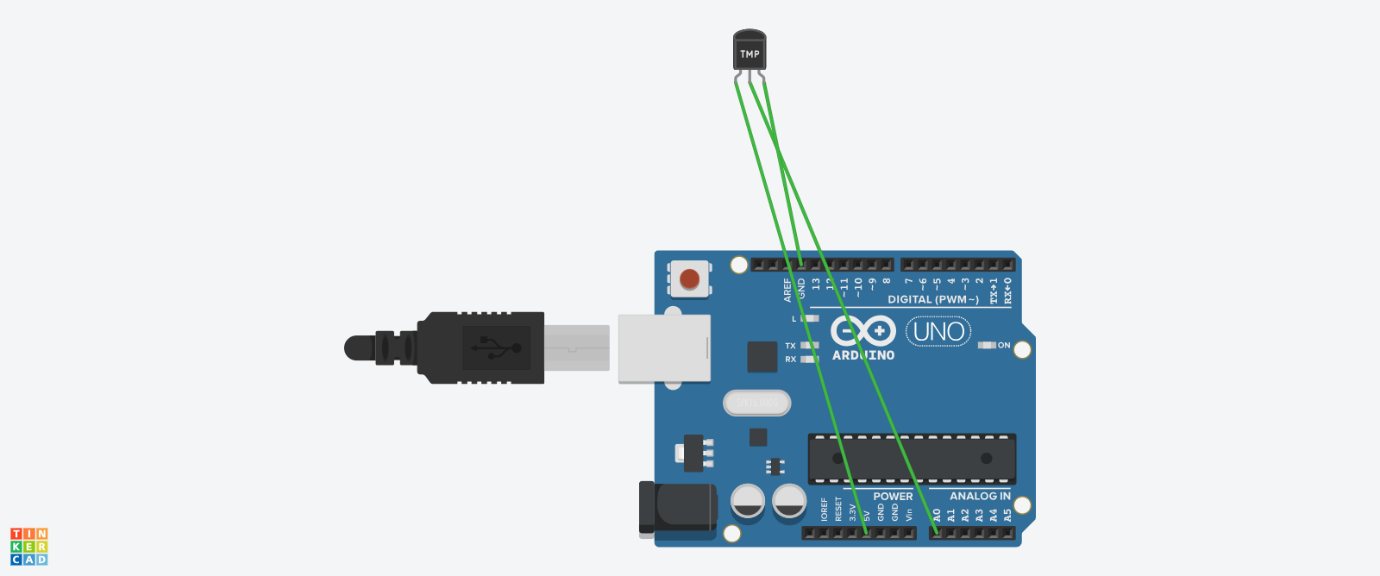 TMP
AREF
GND
13
12
~11
~10
~9
8
7
~6
~5
4
~3
2
TX→1
RX←0
DIGITAL (PWM~)
L
TX
RX
ARDUINO
UNO
ON
POWER
ANALOG IN
IOREF
RESET
3.3V
5V
GND
GND
Vin
A0
A1
A2
A3
A4
A5
TIN
KER
CAD